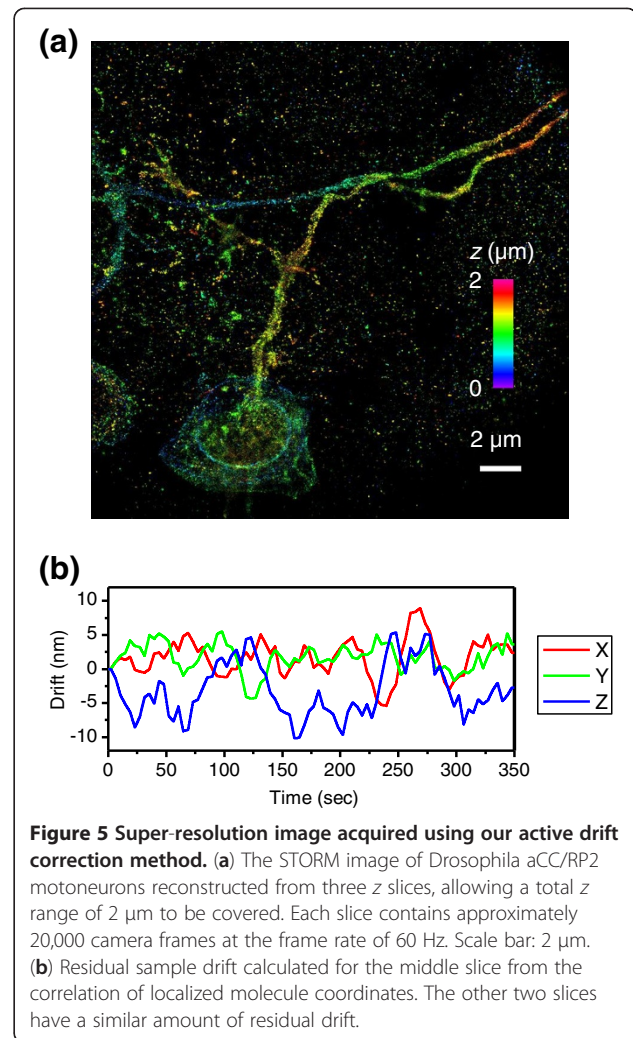 (a)
z (μm)
2
0
2 μm
(b)
10
5
0
-5
-10
Drift (nm)
0 50 100 150 200 250 300 350
Time (sec)
X
Y
Z
Figure 5 Super-resolution image acquired using our active drift
correction method. (a) The STORM image of Drosophila aCC/RP2
motoneurons reconstructed from three z slices, allowing a total z
range of 2 μm to be covered. Each slice contains approximately
20,000 camera frames at the frame rate of 60 Hz. Scale bar: 2 μm.
(b) Residual sample drift calculated for the middle slice from the
correlation of localized molecule coordinates. The other two slices
have a similar amount of residual drift.